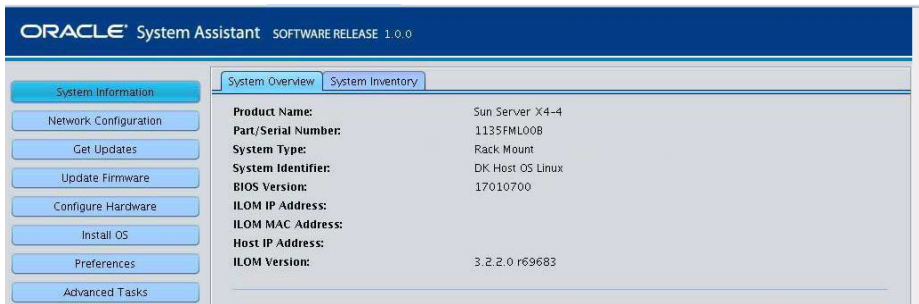 ORACLE® System Assistant SOFTWARE RELEASE 1.0.0
System Information
Network Configuration
Get Updates
Update Firmware
Configure Hardware
Install OS
Preferences
Advanced Tasks
System Overview
System Inventory
Product Name: Sun Server X4-4
Part/Serial Number: 1135FML00B
System Type: Rack Mount
System Identifier: DK Host OS Linux
BIOS Version: 17010700
ILOM IP Address:
ILOM MAC Address:
Host IP Address:
ILOM Version: 3.2.2.0 r69683